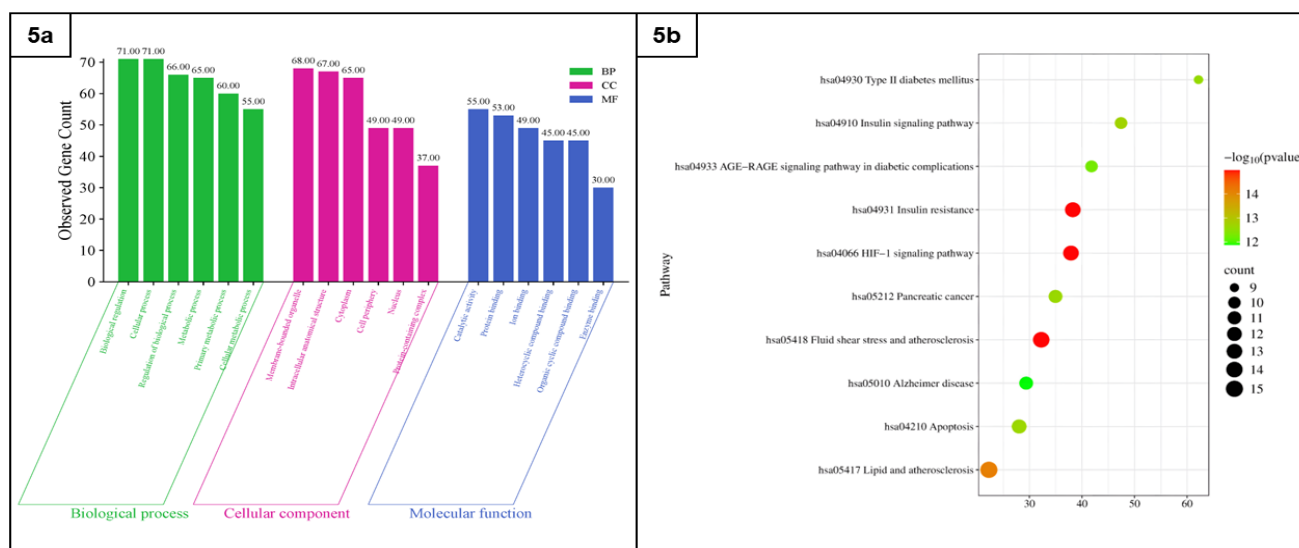 5a
71.00 71.00 66.00 65.00 60.00 55.00 68.00 67.00 65.00 49.00 49.00 37.00 55.00 53.00 49.00 45.00 45.00 30.00
BP
CC
MF
Observed Gene Count
70
60
50
40
30
20
10
0
Biological regulation
Cellular process
Regulation of biological process
Metabolic process
Primary metabolic process
Cellular metabolic process
Membrane-bounded organelle
Intracellular anatomical structure
Cytoplasm
Cell periphery
Nucleus
Protein-containing complex
Catalytic activity
Protein binding
Ion binding
Heterocyclic compound binding
Organic cyclic compound binding
Enzyme binding
Biological process
Cellular component
Molecular function
5b
Pathway
hsa04930 Type II diabetes mellitus
hsa04910 Insulin signaling pathway
hsa04933 AGE−RAGE signaling pathway in diabetic complications
hsa04931 Insulin resistance
hsa04066 HIF−1 signaling pathway
hsa05212 Pancreatic cancer
hsa05418 Fluid shear stress and atherosclerosis
hsa05010 Alzheimer disease
hsa04210 Apoptosis
hsa05417 Lipid and atherosclerosis
30 40 50 60
−log10(pvalue
14
13
12
count
9
10
11
12
13
14
15